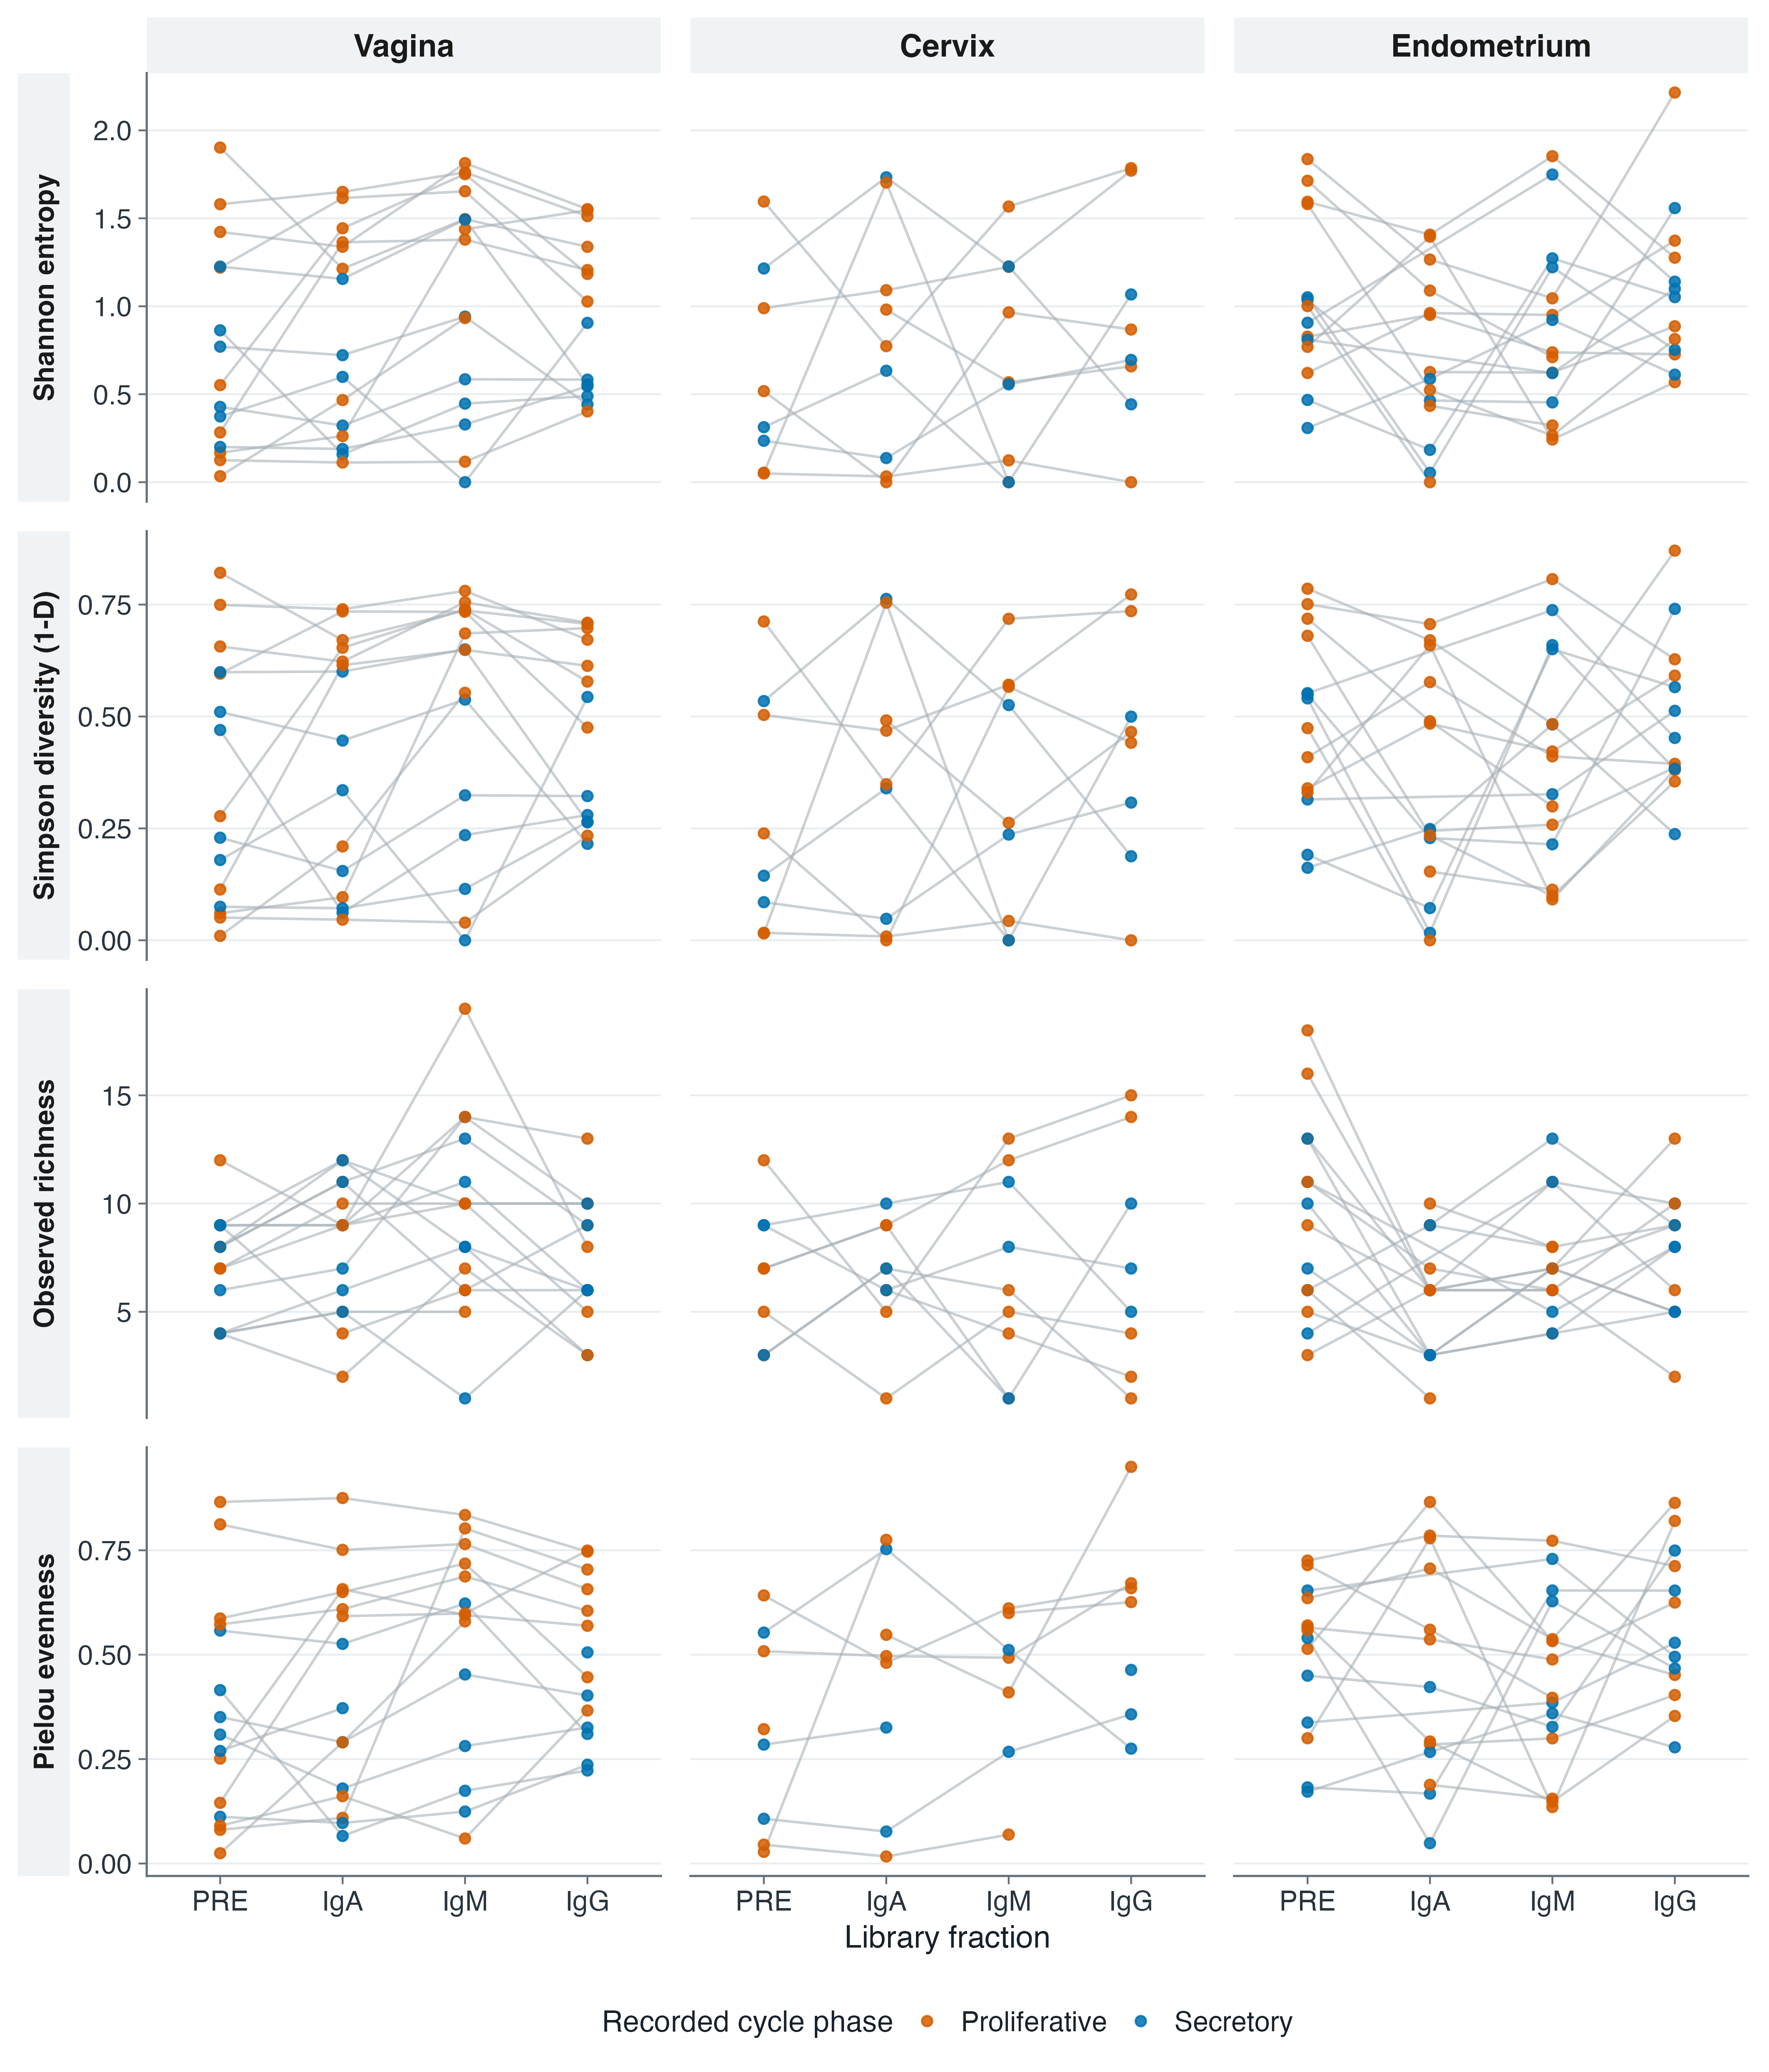 Vagina Cervix Endometrium
Shannon entropy
2.0
1.5
1.0
0.5
0.0
Simpson diversity (1-D)
0.75
0.50
0.25
0.00
Observed richness
15
10
5
Pielou evenness
0.75
0.50
0.25
0.00
PRE IgA IgM IgG PRE IgA IgM IgG PRE IgA IgM IgG
Library fraction
Recorded cycle phase Proliferative Secretory